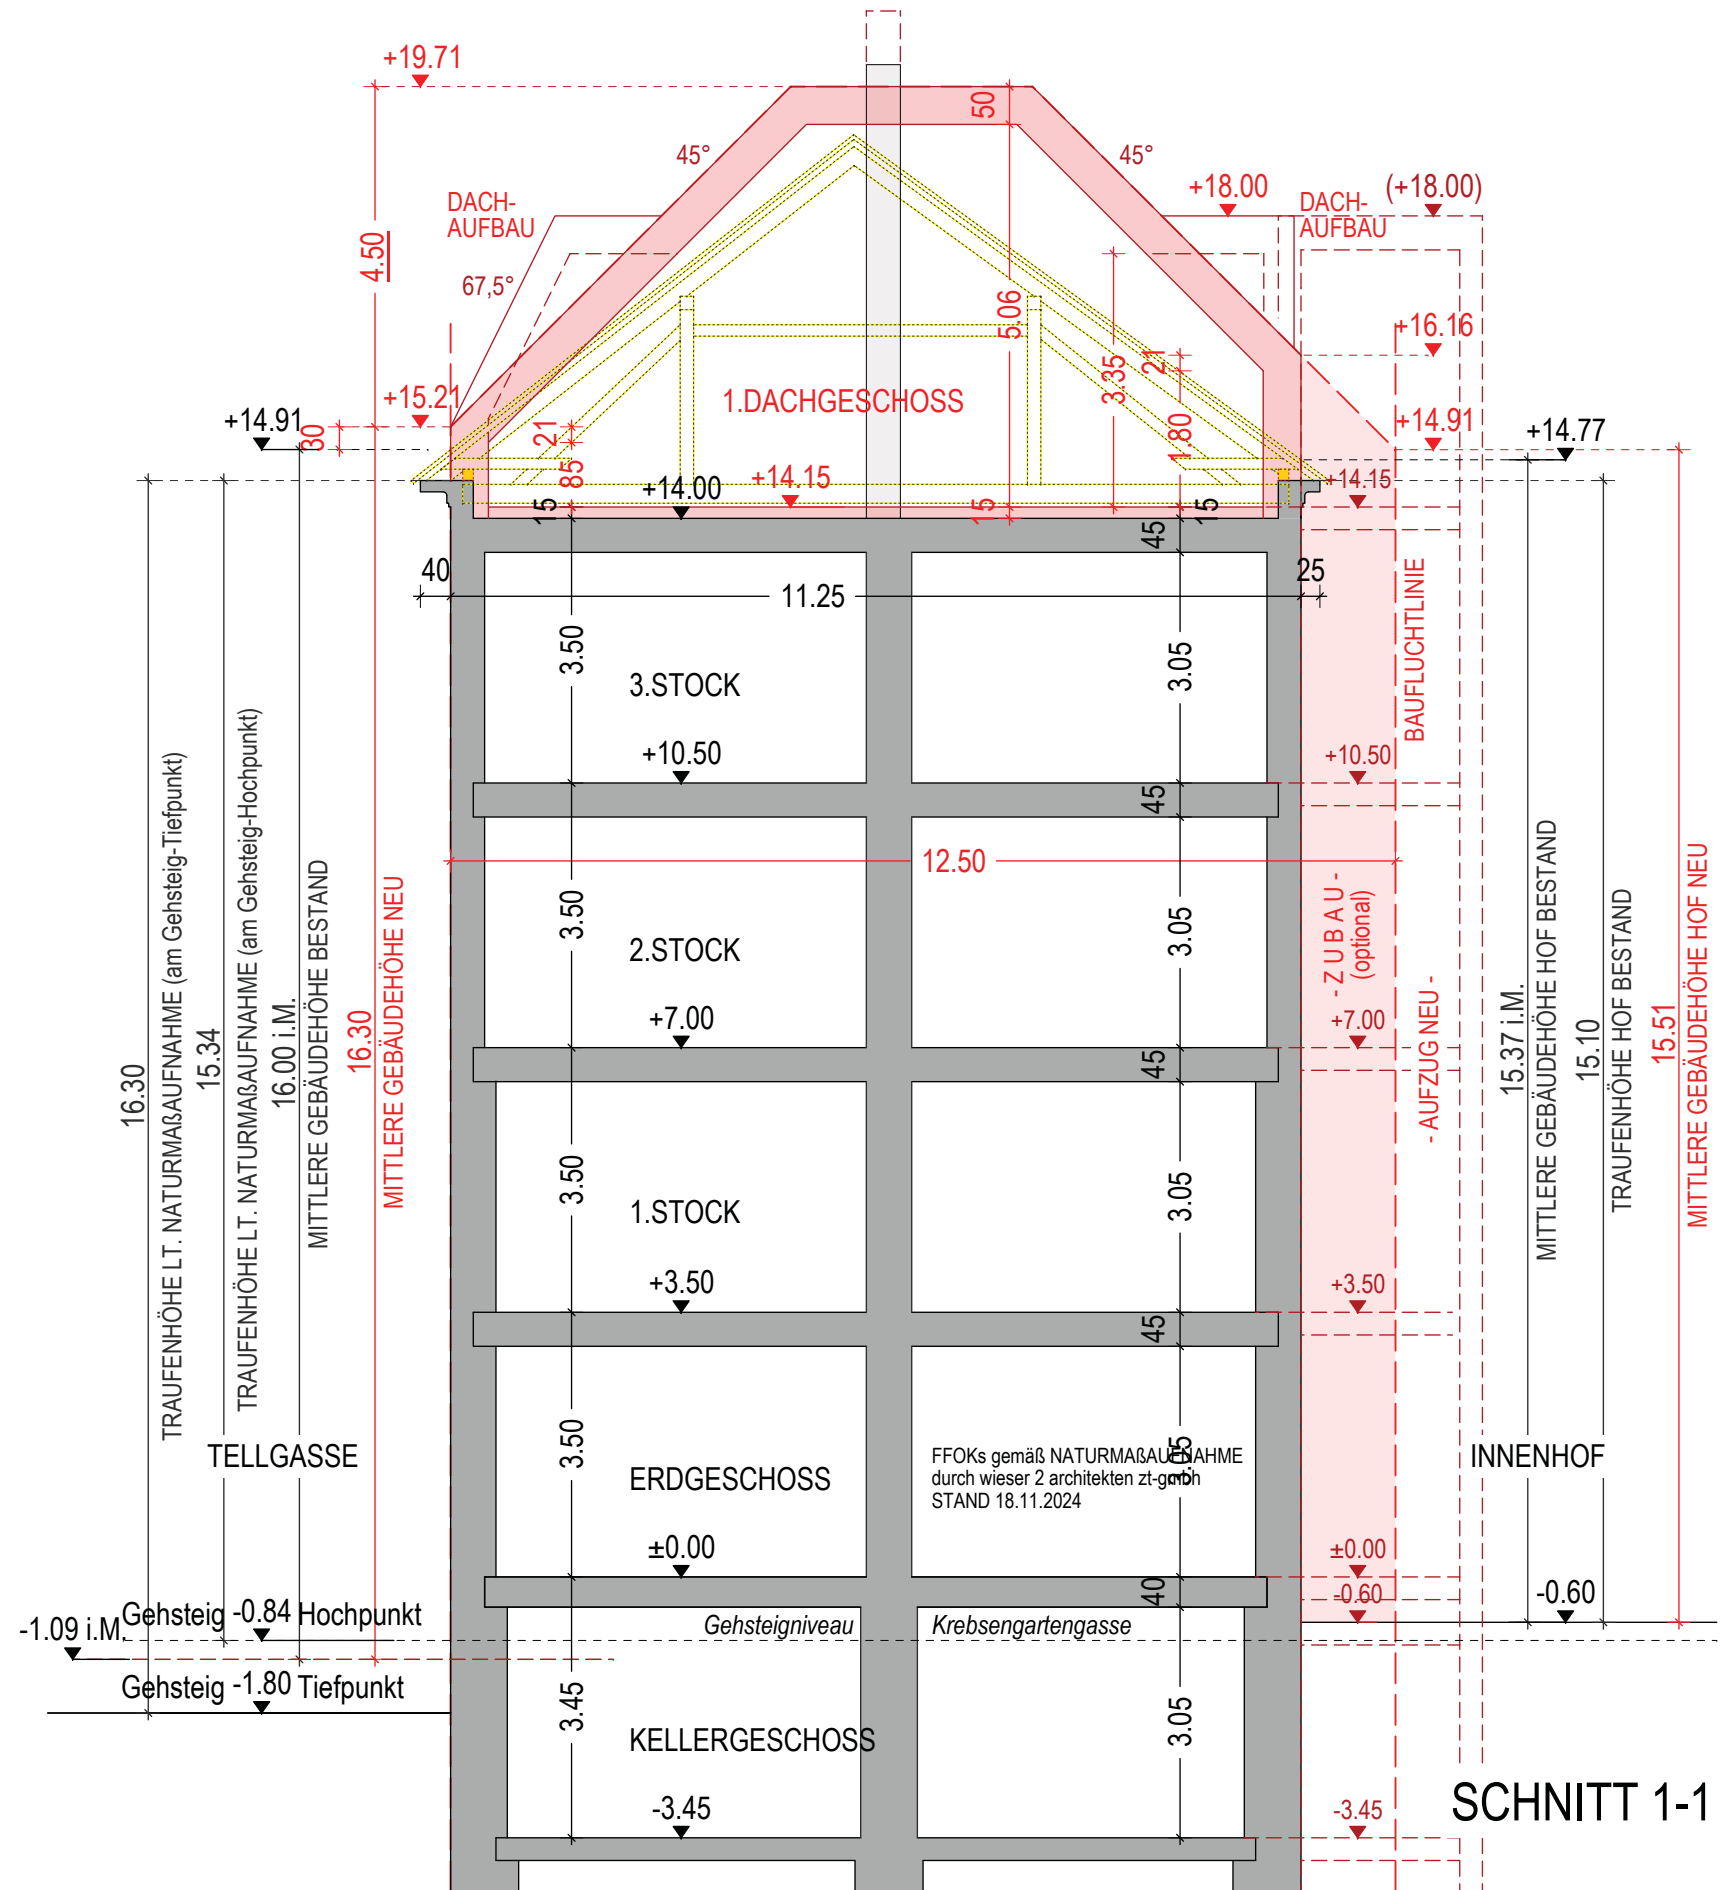 +19.71
50
45°
45°
DACH-
AUFBAU
+18.00
(+18.00)
DACH-
AUFBAU
4.50
67,5°
5.06
+16.16
3.35
21
+15.21
1.DACHGESCHOSS
+14.91
30
21
1.80
+14.91
+14.77
85
+14.00
+14.15
+14.15
15
15
15
45
40
11.25
25
BAUFLUCHTLINIE
3.50
3.05
3.STOCK
+10.50
+10.50
45
12.50
3.50
3.05
2.STOCK
- Z U B A U -
(optional)
+7.00
+7.00
45
- AUFZUG NEU -
3.50
3.05
1.STOCK
+3.50
+3.50
45
16.30
TRAUFENHÖHE LT. NATURMAßAUFNAHME (am Gehsteig-Tiefpunkt)
15.34
TRAUFENHÖHE LT. NATURMAßAUFNAHME (am Gehsteig-Hochpunkt)
16.00 i.M.
MITTLERE GEBÄUDEHÖHE BESTAND
16.30
MITTLERE GEBÄUDEHÖHE NEU
15.37 i.M.
MITTLERE GEBÄUDEHÖHE HOF BESTAND
15.10
TRAUFENHÖHE HOF BESTAND
15.51
MITTLERE GEBÄUDEHÖHE HOF NEU
TELLGASSE
3.50
ERDGESCHOSS
FFOKs gemäß NATURMAßAUFNAHME
durch wieser 2 architekten zt-gmbh
STAND 18.11.2024
3.05
INNENHOF
±0.00
±0.00
40
-0.60
-0.60
Gehsteig -0.84 Hochpunkt
-1.09 i.M.
Gehsteigniveau Krebsengartengasse
Gehsteig -1.80 Tiefpunkt
3.45
3.05
KELLERGESCHOSS
-3.45
-3.45
SCHNITT 1-1